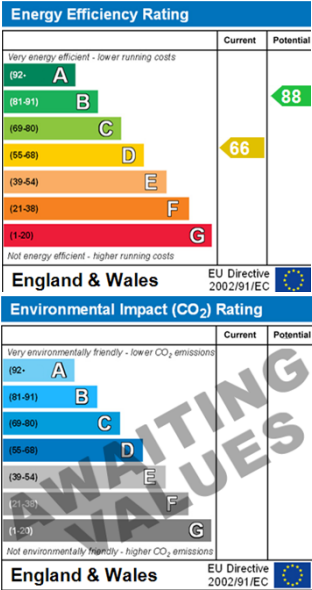 Energy Efficiency Rating
Current Potential
Very energy efficient - lower running costs
(92- A
(81-91) B
88
(69-80) C
(55-68) D
66
(39-54) E
(21-38) F
(1-20) G
Not energy efficient - higher running costs
England & Wales
EU Directive
2002/91/EC
Environmental Impact (CO₂) Rating
Current Potential
Very environmentally friendly - lower CO₂ emissions
(92- A
(81-91) B
(69-80) C
(55-68) D
(39-54) E
(21-38) F
(1-20) G
AWAITING
VALUES
Not environmentally friendly - higher CO₂ emissions
England & Wales
EU Directive
2002/91/EC